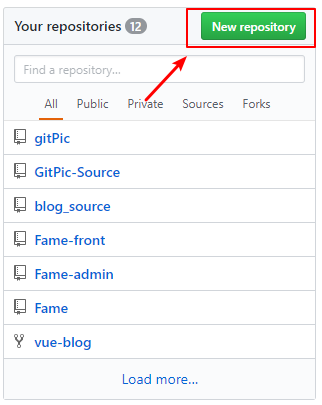 Your repositories 12 New repository
Find a repository...
All Public Private Sources Forks
gitPic
GitPic-Source
blog_source
Fame-front
Fame-admin
Fame
vue-blog
Load more...